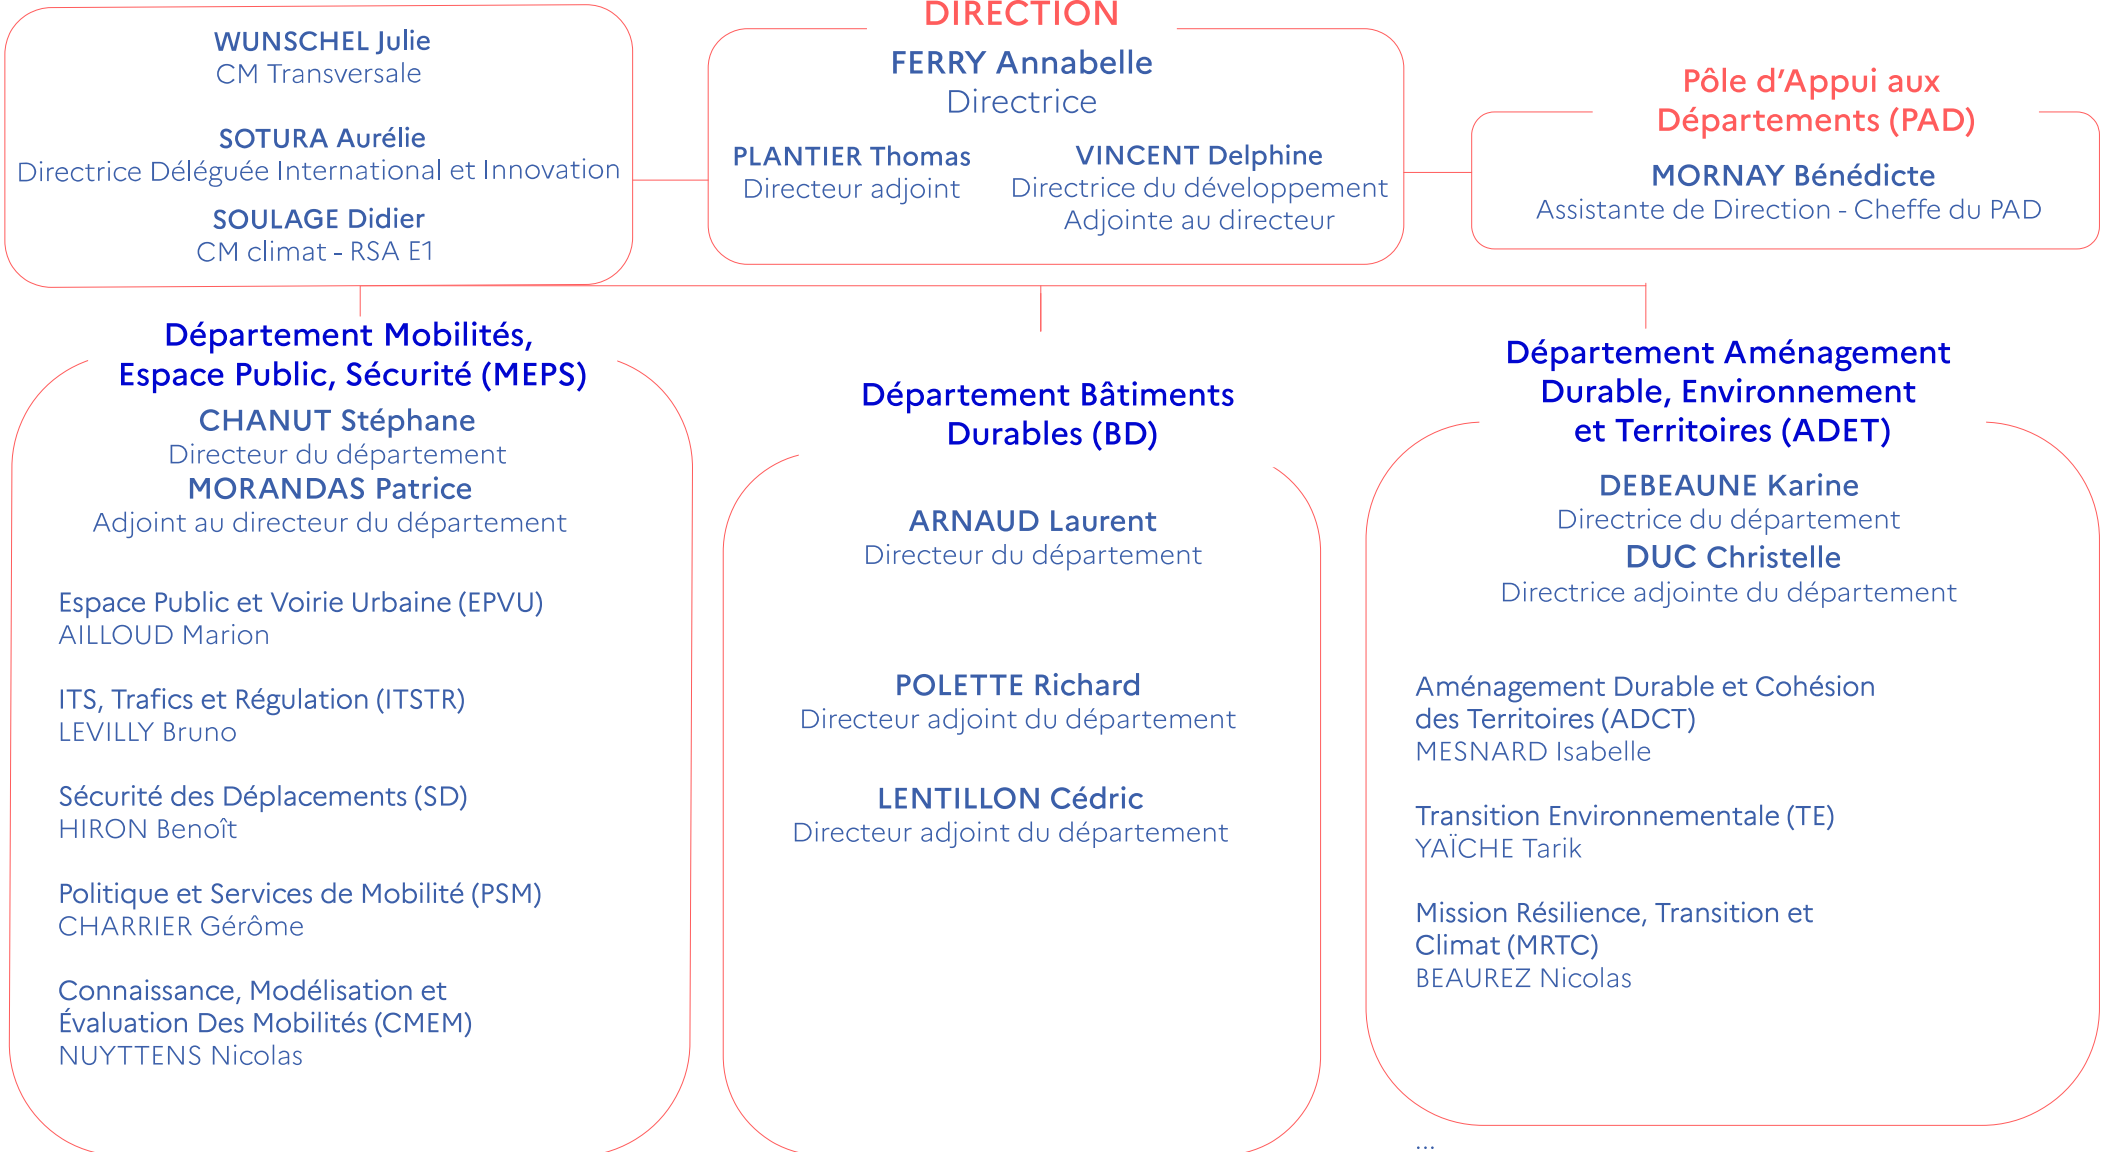 WUNSCHEL Julie
CM Transversale
SOTURA Aurélie
Directrice Déléguée International et Innovation
SOULAGE Didier
CM climat - RSA E1
DIRECTION
FERRY Annabelle
Directrice
PLANTIER Thomas
Directeur adjoint
VINCENT Delphine
Directrice du développement
Adjointe au directeur
Pôle d'Appui aux
Départements (PAD)
MORNAY Bénédicte
Assistante de Direction - Cheffe du PAD
Département Mobilités,
Espace Public, Sécurité (MEPS)
CHANUT Stéphane
Directeur du département
MORANDAS Patrice
Adjoint au directeur du département
Espace Public et Voirie Urbaine (EPVU)
AILLOUD Marion
ITS, Trafics et Régulation (ITSTR)
LEVILLY Bruno
Sécurité des Déplacements (SD)
HIRON Benoît
Politique et Services de Mobilité (PSM)
CHARRIER Gérôme
Connaissance, Modélisation et
Évaluation Des Mobilités (CMEM)
NUYTTENS Nicolas
Département Bâtiments
Durables (BD)
ARNAUD Laurent
Directeur du département
POLETTE Richard
Directeur adjoint du département
LENTILLON Cédric
Directeur adjoint du département
Département Aménagement
Durable, Environnement
et Territoires (ADET)
DEBEAUNE Karine
Directrice du département
DUC Christelle
Directrice adjointe du département
Aménagement Durable et Cohésion
des Territoires (ADCT)
MESNARD Isabelle
Transition Environnementale (TE)
YAÏCHE Tarik
Mission Résilience, Transition et
Climat (MRTC)
BEAUREZ Nicolas
...